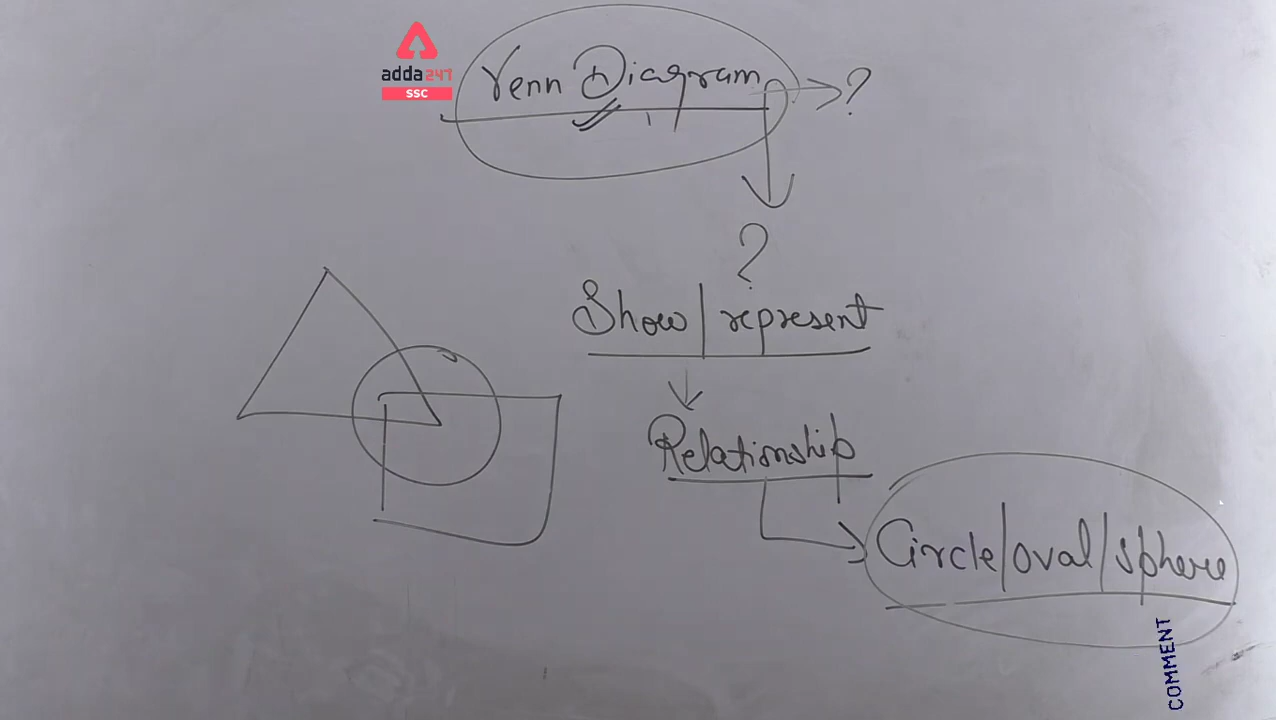 adda247
SSC
Venn Diagram → ?
?
Show/represent
Relationship
Circle/oval/sphere
COMMENT